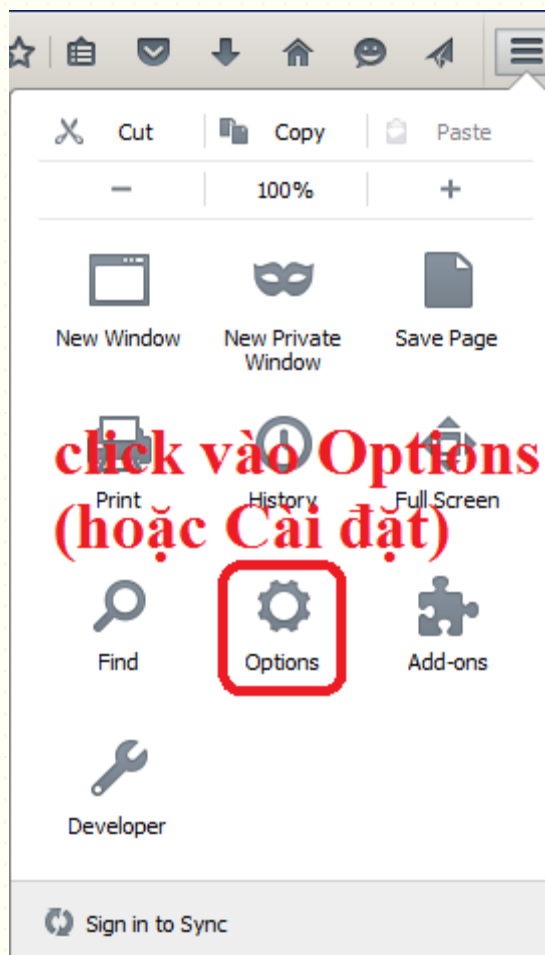 Cut Copy Paste
100%
New Window New Private Save Page
Window
click vào Options
Print History Full Screen
(hoặc Cài đặt)
Find Options Add-ons
Developer
Sign in to Sync